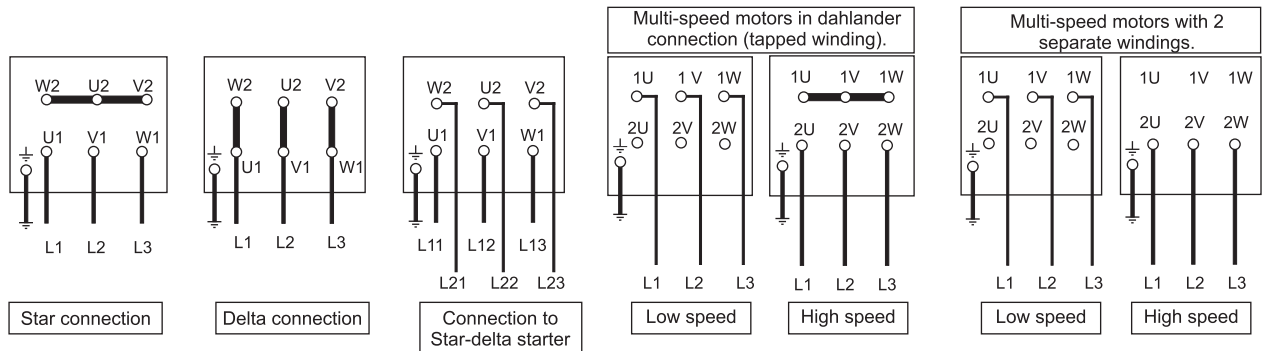 Multi-speed motors in dahlander
connection (tapped winding).
Multi-speed motors with 2
separate windings.
W2 U2 V2
U1 V1 W1
L1 L2 L3
Star connection
W2 U2 V2
U1 V1 W1
L1 L2 L3
Delta connection
W2 U2 V2
U1 V1 W1
L11 L12 L13
L21 L22 L23
Connection to
Star-delta starter
1U 1 V 1W
2U 2V 2W
L1 L2 L3
Low speed
1U 1V 1W
2U 2V 2W
L1 L2 L3
High speed
1U 1V 1W
2U 2V 2W
L1 L2 L3
Low speed
1U 1V 1W
2U 2V 2W
L1 L2 L3
High speed